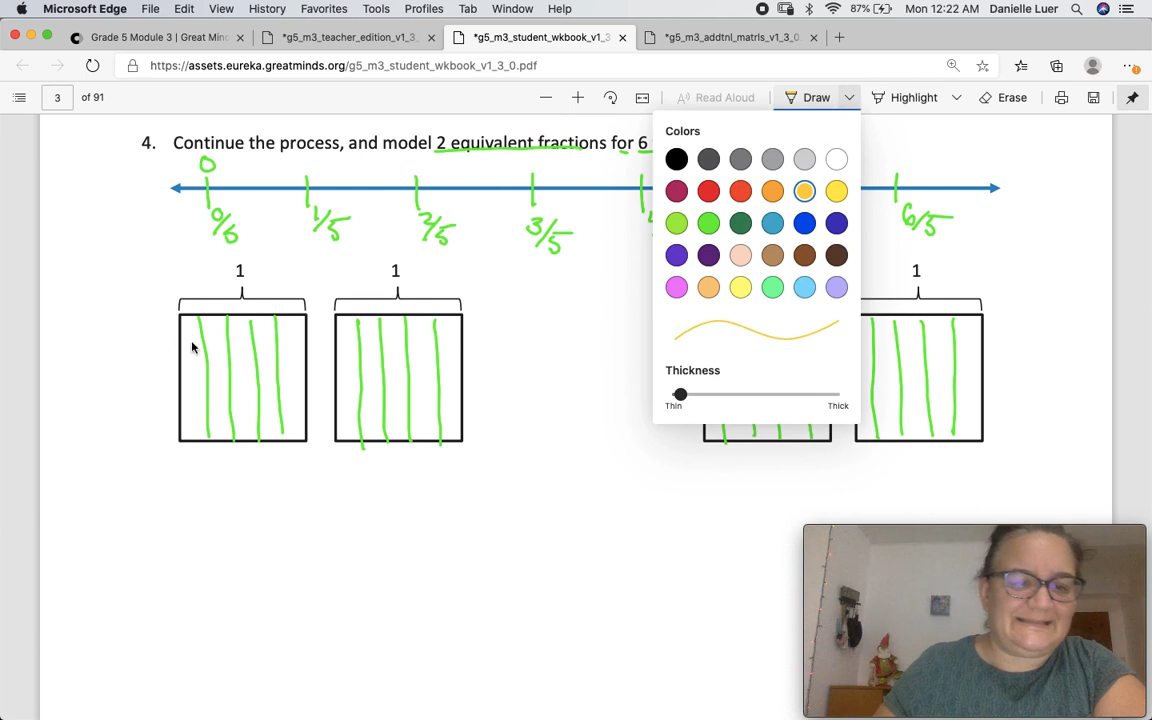 Microsoft Edge File Edit View History Favorites Tools Profiles Tab Window Help 87% Mon 12:22 AM Danielle Luer
Grade 5 Module 3 | Great Min *g5_m3_teacher_edition_v1_3_ *g5_m3_student_wkbook_v1_3 *g5_m3_addtnl_matrls_v1_3_0
https://assets.eureka.greatminds.org/g5_m3_student_wkbook_v1_3_0.pdf
3 of 91 Read Aloud Draw Highlight Erase
4. Continue the process, and model 2 equivalent fractions for 6
0
0/5 1/5 2/5 3/5 6/5
1 1 1
Colors
Thickness
Thin Thick